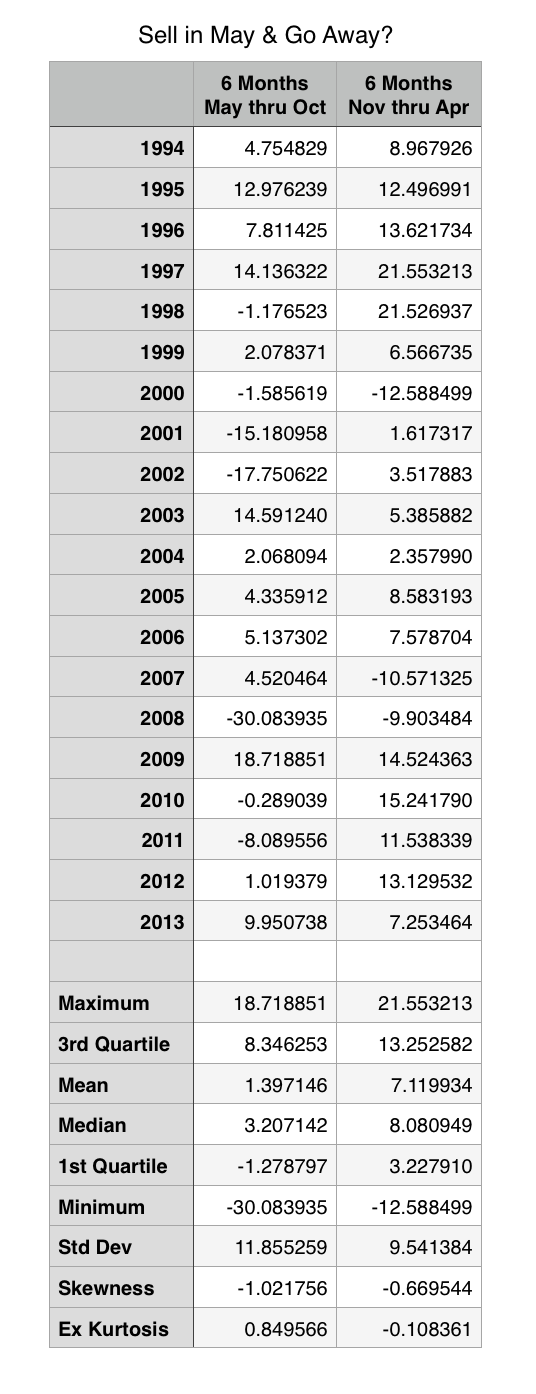 Sell in May & Go Away?
6 Months 6 Months
May thru Oct Nov thru Apr
1994 4.754829 8.967926
1995 12.976239 12.496991
1996 7.811425 13.621734
1997 14.136322 21.553213
1998 -1.176523 21.526937
1999 2.078371 6.566735
2000 -1.585619 -12.588499
2001 -15.180958 1.617317
2002 -17.750622 3.517883
2003 14.591240 5.385882
2004 2.068094 2.357990
2005 4.335912 8.583193
2006 5.137302 7.578704
2007 4.520464 -10.571325
2008 -30.083935 -9.903484
2009 18.718851 14.524363
2010 -0.289039 15.241790
2011 -8.089556 11.538339
2012 1.019379 13.129532
2013 9.950738 7.253464
Maximum 18.718851 21.553213
3rd Quartile 8.346253 13.252582
Mean 1.397146 7.119934
Median 3.207142 8.080949
1st Quartile -1.278797 3.227910
Minimum -30.083935 -12.588499
Std Dev 11.855259 9.541384
Skewness -1.021756 -0.669544
Ex Kurtosis 0.849566 -0.108361